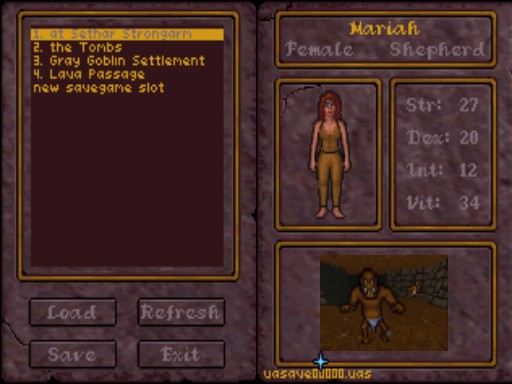 1. at Sethar Strongarm
2. the Tombs
3. Gray Goblin Settlement
4. Lava Passage
new savegame slot
Load
Refresh
Save
Exit
Mariah
Female Shepherd
Str: 27
Dex: 20
Int: 12
Vit: 34
uasave00000.uas